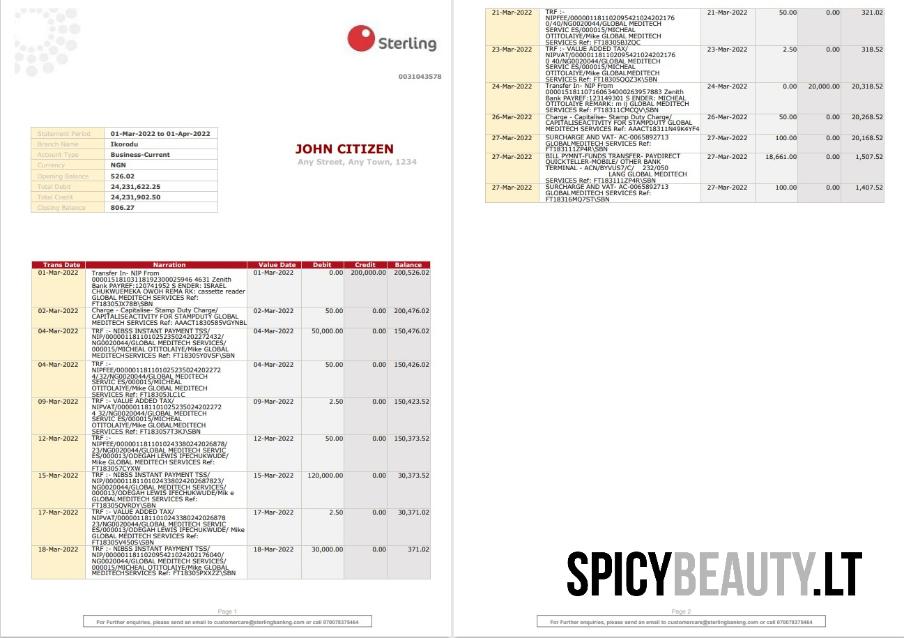 Sterling
0031043578
Statement Period 01-Mar-2022 to 01-Apr-2022
Branch Name Ikorodu
Account Type Business-Current
Currency NGN
Opening Balance 526.02
Total Debit 24,231,622.25
Total Credit 24,231,902.50
Closing Balance 806.27
JOHN CITIZEN
Any Street, Any Town, 1234
Trans Date Narration Value Date Debit Credit Balance
01-Mar-2022 Transfer In- NIP From 01-Mar-2022 0.00 200,000.00 200,526.02
00001518103118192300025946 4631 Zenith
Bank PAYREF:120741952 S ENDER: ISRAEL
CHUKWUEMEKA OWOH REMA RK: cassette reader
GLOBAL MEDITECH SERVICES Ref:
FT18305JX78B\SBN
02-Mar-2022 Charge - Capitalise- Stamp Duty Charge/ 02-Mar-2022 50.00 0.00 200,476.02
CAPITALISEACTIVITY FOR STAMPDUTY GLOBAL
MEDITECH SERVICES Ref: AAACT1830585VGYNBL
04-Mar-2022 TRF :- NIBSS INSTANT PAYMENT TSS/ 04-Mar-2022 50,000.00 0.00 150,476.02
NIP/000001181101025235024202272432/
NG0020044/GLOBAL MEDITECH SERVICES/
000015/MICHEAL OTITOLAIYE/Mike GLOBAL
MEDITECHSERVICES Ref: FT18305Y0VSF\SBN
04-Mar-2022 TRF :- 04-Mar-2022 50.00 0.00 150,426.02
NIPFEE/000001181101025235024202272
4/32/NG0020044/GLOBAL MEDITECH
SERVIC ES/000015/MICHEAL
OTITOLAIYE/Mike GLOBAL MEDITECH
SERVICES Ref: FT18305JLC1C
09-Mar-2022 TRF :- VALUE ADDED TAX/ 09-Mar-2022 2.50 0.00 150,423.52
NIPVAT/000001181101025235024202272
4 32/NG0020044/GLOBAL MEDITECH
SERVIC ES/000015/MICHEAL
OTITOLAIYE/Mike GLOBALMEDITECH
SERVICES Ref: FT183057T3KJ\SBN
12-Mar-2022 TRF :- 12-Mar-2022 50.00 0.00 150,373.52
NIPFEE/000001181101024338024202 6878/
23/NG0020044/GLOBAL MEDITECH SERVIC
ES/000013/ODEGAH LEWIS IFECHUKWUDE/
Mike GLOBAL MEDITECH SERVICES Ref:
FT183057CYXW
15-Mar-2022 TRF :- NIBSS INSTANT PAYMENT TSS/ 15-Mar-2022 120,000.00 0.00 30,373.52
NIP/000001181101024338024202687823/
NG0020044/GLOBAL MEDITECH SERVICES/
000013/ODEGAH LEWIS IFECHUKWUDE/Mik e
GLOBALMEDITECH SERVICES Ref:
FT18305QVRDY\SBN
17-Mar-2022 TRF :- VALUE ADDED TAX/ 17-Mar-2022 2.50 0.00 30,371.02
NIPVAT/000001181101024338024202 6878
23/NG0020044/GLOBAL MEDITECH SERVIC
ES/000013/ODEGAH LEWIS IFECHUKWUDE/ Mike
GLOBAL MEDITECH SERVICES Ref:
FT18305V450S\SBN
18-Mar-2022 TRF :- NIBSS INSTANT PAYMENT TSS/ 18-Mar-2022 30,000.00 0.00 371.02
NIP/000001181102095421024202176040/
NG0020044/GLOBAL MEDITECH SERVICES/
000015/MICHEAL OTITOLAIYE/Mike GLOBAL
MEDITECH SERVICES Ref: FT18305PXXZZ\SBN
Page 1
For Further enquiries, please send an email to customercare@sterlingbankng.com or call 070078375464
21-Mar-2022 TRF :- 21-Mar-2022 50.00 0.00 321.02
NIPFEE/000001181102095421024202176
0/40/NG0020044/GLOBAL MEDITECH
SERVIC ES/000015/MICHEAL
OTITOLAIYE/Mike GLOBAL MEDITECH
SERVICES Ref: FT18305BJZQC
23-Mar-2022 TRF :- VALUE ADDED TAX/ 23-Mar-2022 2.50 0.00 318.52
NIPVAT/000001181102095421024202176
0 40/NG0020044/GLOBAL MEDITECH
SERVIC ES/000015/MICHEAL
OTITOLAIYE/Mike GLOBALMEDITECH
SERVICES Ref: FT18305QQZ3K\SBN
24-Mar-2022 Transfer In- NIP From 24-Mar-2022 0.00 20,000.00 20,318.52
000015181107160634000263957883 Zenith
Bank PAYREF:123149301 S ENDER: MICHEAL
OTITOLAIYE REMARK: m ij GLOBAL MEDITECH
SERVICES Ref: FT18311CMCQV\SBN
26-Mar-2022 Charge - Capitalise- Stamp Duty Charge/ 26-Mar-2022 50.00 0.00 20,268.52
CAPITALISEACTIVITY FOR STAMPDUTY GLOBAL
MEDITECH SERVICES Ref: AAACT18311N49K4YF4
27-Mar-2022 SURCHARGE AND VAT- AC-0065892713 27-Mar-2022 100.00 0.00 20,168.52
GLOBALMEDITECH SERVICES Ref:
FT183111ZP4R\SBN
27-Mar-2022 BILL PYMNT-FUNDS TRANSFER- PAYDIRECT 27-Mar-2022 18,661.00 0.00 1,507.52
QUICKTELLER-MOBILE/ OTHER BANK
TERMINAL - ACN/BYVUS7/C/ 232/050
LANG GLOBAL MEDITECH
SERVICES Ref: FT183111ZP4R\SBN
27-Mar-2022 SURCHARGE AND VAT- AC-0065892713 27-Mar-2022 100.00 0.00 1,407.52
GLOBALMEDITECH SERVICES Ref:
FT18316MQ7ST\SBN
SPICYBEAUTY.LT
Page 2
For Further enquiries, please send an email to customercare@sterlingbankng.com or call 070078375464